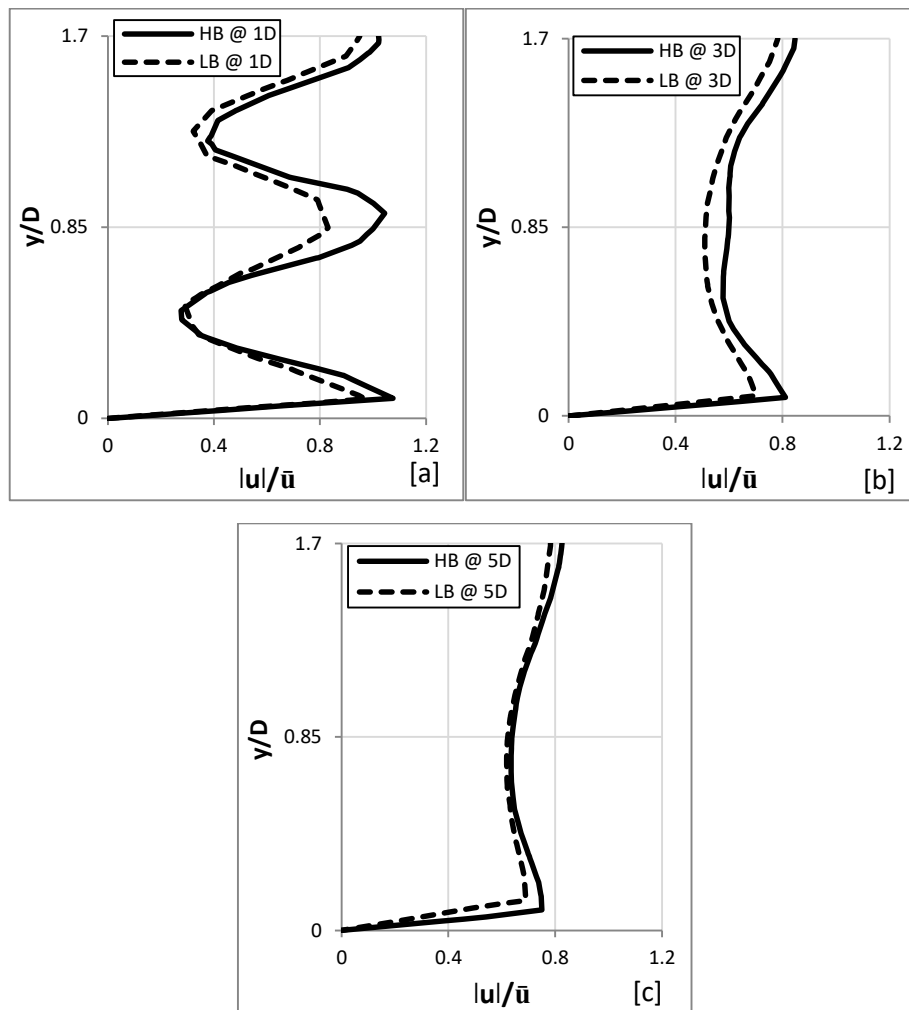 1.7
HB @ 1D
LB @ 1D
y/D
0.85
0
0 0.4 0.8 1.2
|u|/ū
[a]
1.7
HB @ 3D
LB @ 3D
y/D
0.85
0
0 0.4 0.8 1.2
|u|/ū
[b]
1.7
HB @ 5D
LB @ 5D
y/D
0.85
0
0 0.4 0.8 1.2
|u|/ū
[c]